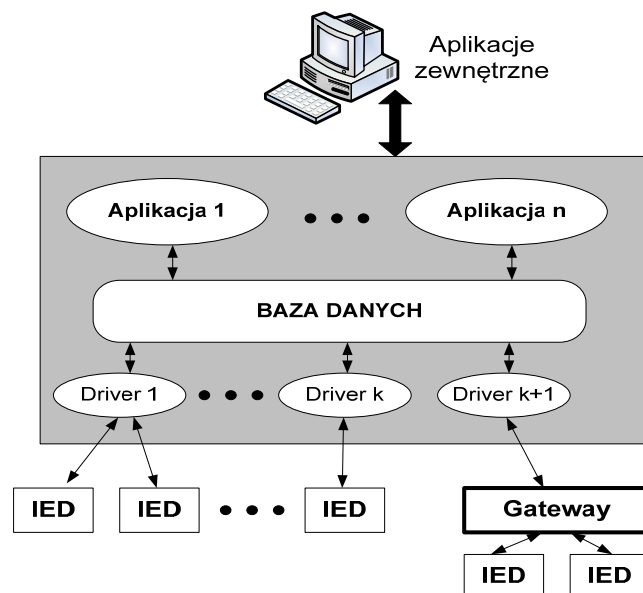 Aplikacje
zewnętrzne
Aplikacja 1
Aplikacja n
BAZA DANYCH
Driver 1
Driver k
Driver k+1
IED
IED
IED
Gateway
IED
IED